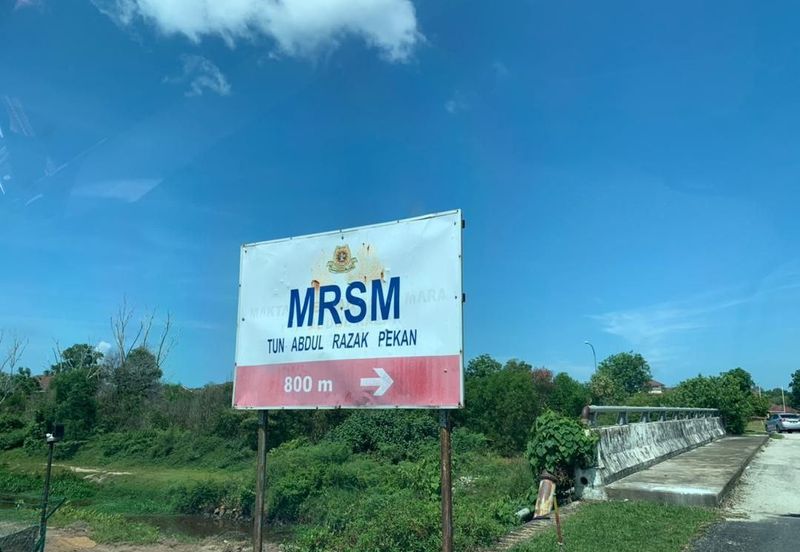 MRSM
TUN ABDUL RAZAK PEKAN
800 m